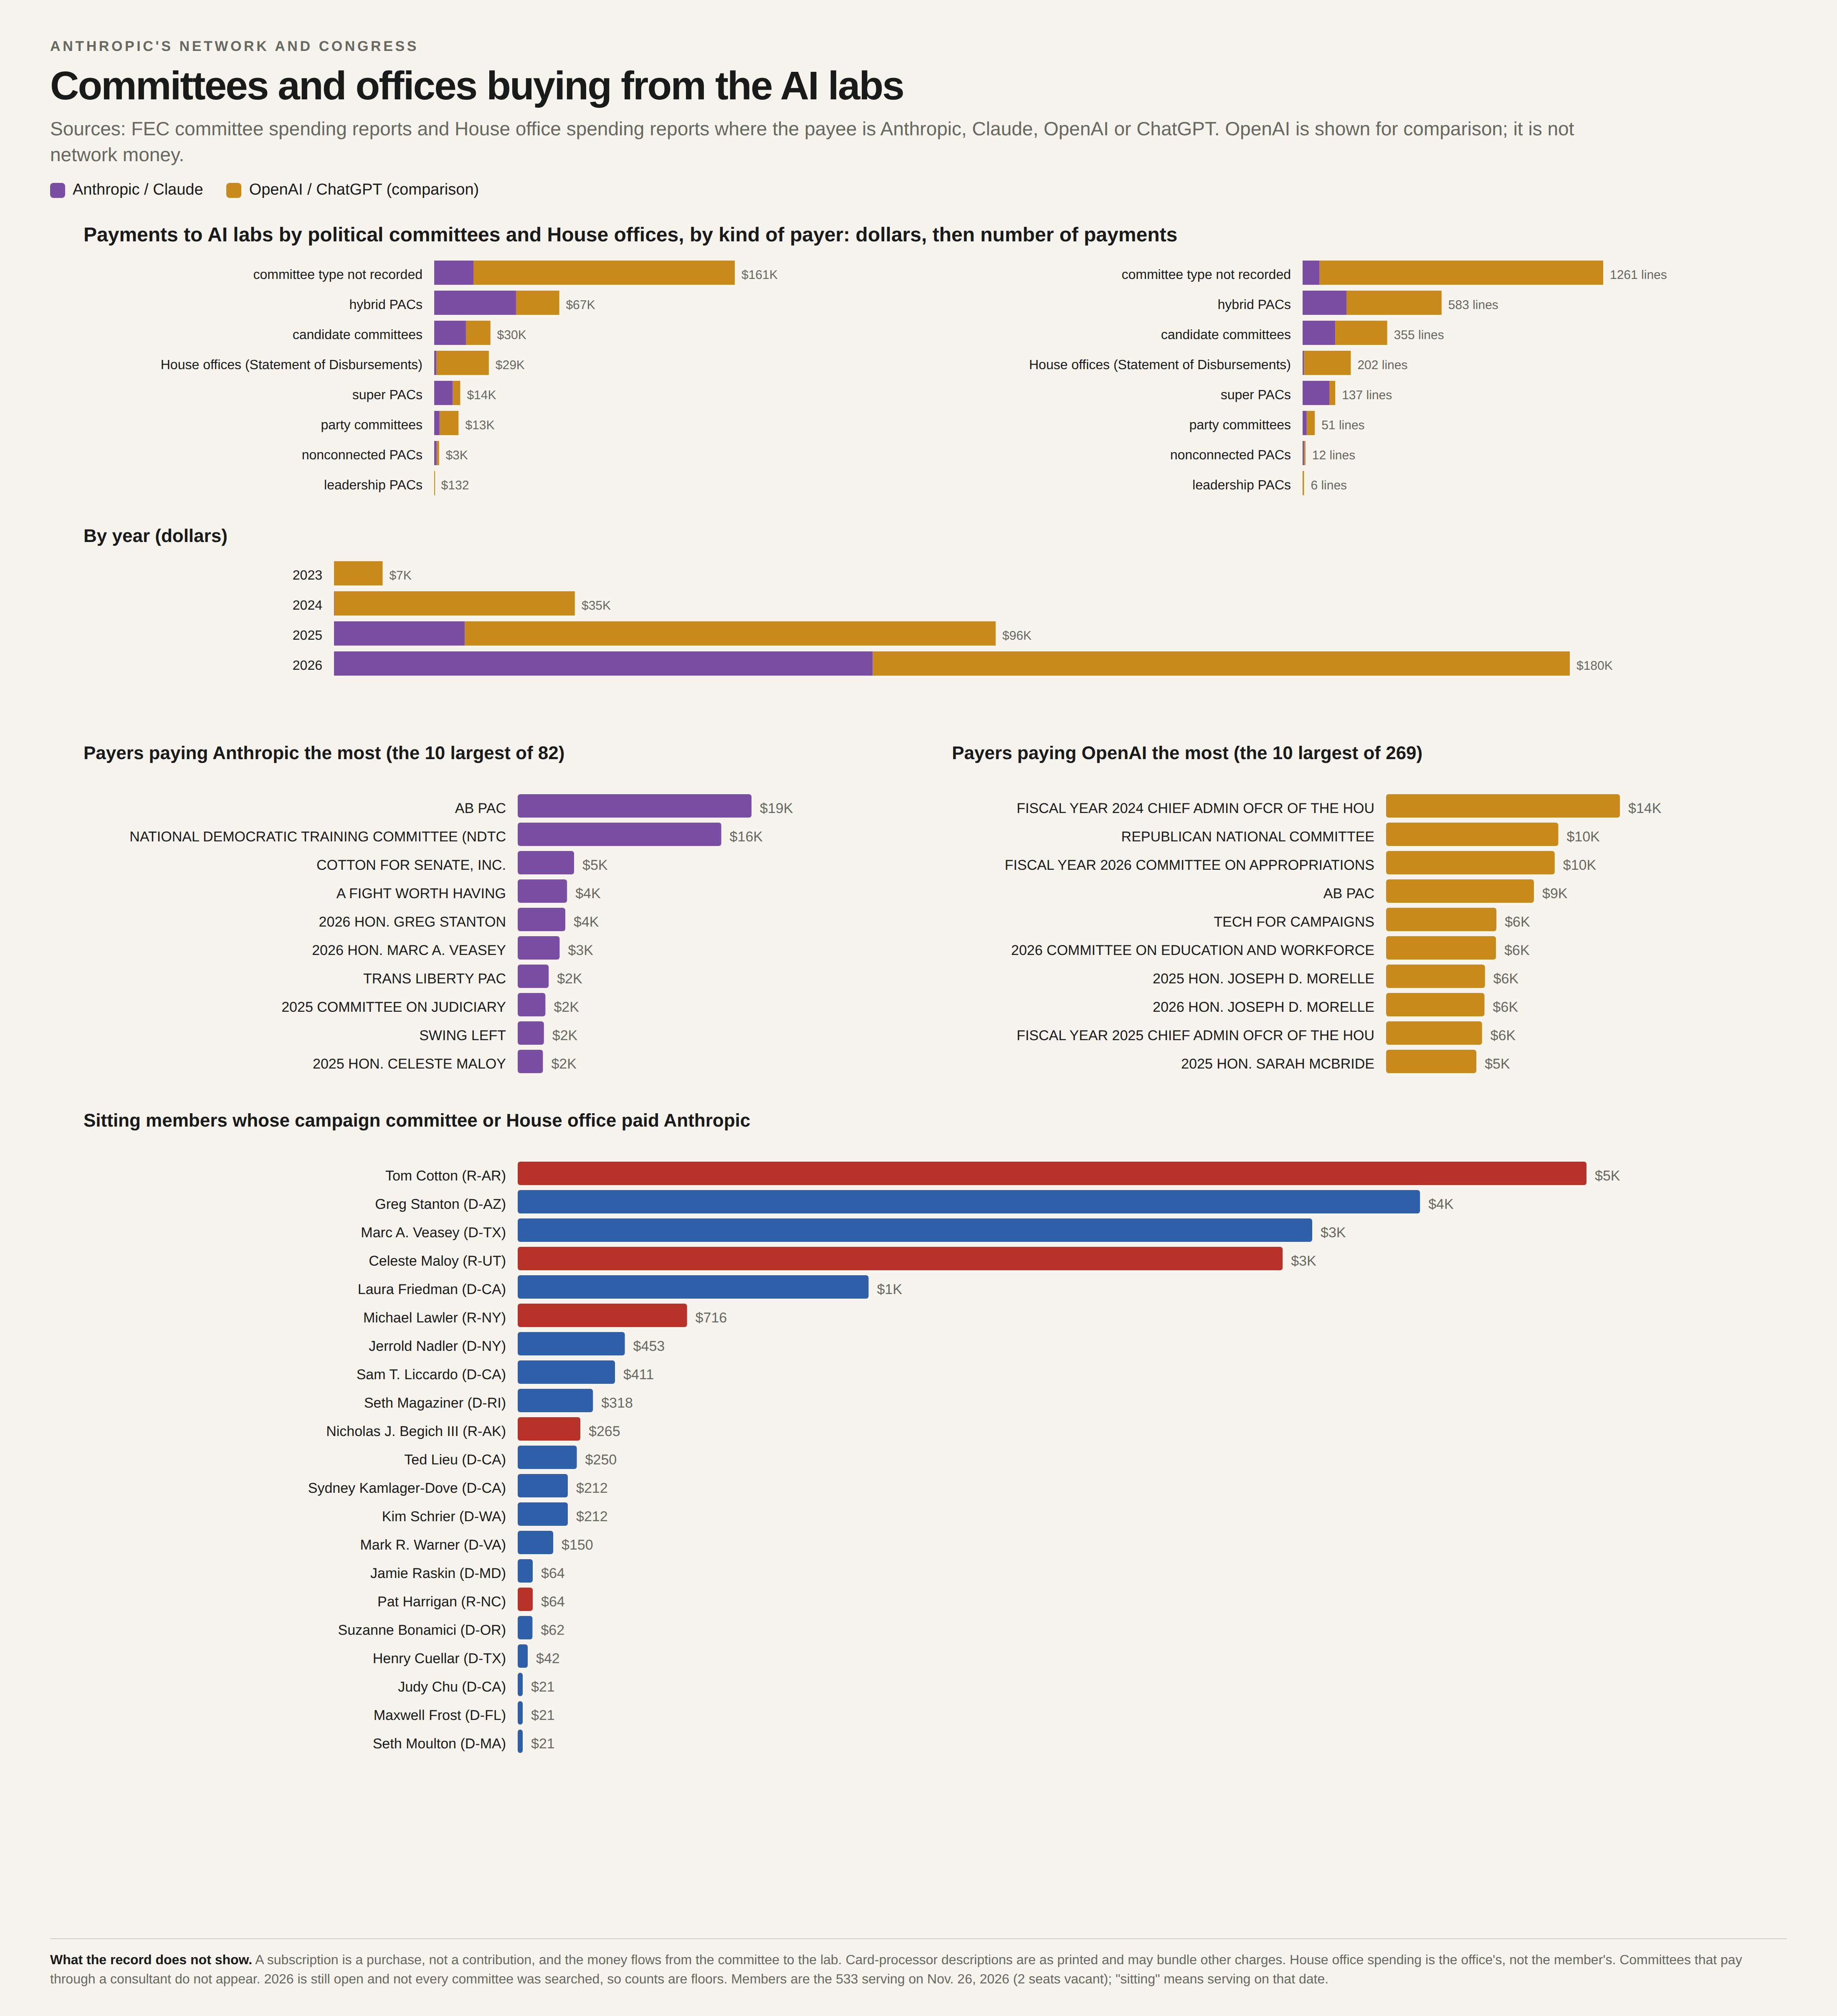 ANTHROPIC'S NETWORK AND CONGRESS
Committees and offices buying from the AI labs
Sources: FEC committee spending reports and House office spending reports where the payee is Anthropic, Claude, OpenAI or ChatGPT. OpenAI is shown for comparison; it is not
network money.
Anthropic / Claude OpenAI / ChatGPT (comparison)
Payments to AI labs by political committees and House offices, by kind of payer: dollars, then number of payments
committee type not recorded $161K
hybrid PACs $67K
candidate committees $30K
House offices (Statement of Disbursements) $29K
super PACs $14K
party committees $13K
nonconnected PACs $3K
leadership PACs $132
committee type not recorded 1261 lines
hybrid PACs 583 lines
candidate committees 355 lines
House offices (Statement of Disbursements) 202 lines
super PACs 137 lines
party committees 51 lines
nonconnected PACs 12 lines
leadership PACs 6 lines
By year (dollars)
2023 $7K
2024 $35K
2025 $96K
2026 $180K
Payers paying Anthropic the most (the 10 largest of 82)
AB PAC $19K
NATIONAL DEMOCRATIC TRAINING COMMITTEE (NDTC $16K
COTTON FOR SENATE, INC. $5K
A FIGHT WORTH HAVING $4K
2026 HON. GREG STANTON $4K
2026 HON. MARC A. VEASEY $3K
TRANS LIBERTY PAC $2K
2025 COMMITTEE ON JUDICIARY $2K
SWING LEFT $2K
2025 HON. CELESTE MALOY $2K
Payers paying OpenAI the most (the 10 largest of 269)
FISCAL YEAR 2024 CHIEF ADMIN OFCR OF THE HOU $14K
REPUBLICAN NATIONAL COMMITTEE $10K
FISCAL YEAR 2026 COMMITTEE ON APPROPRIATIONS $10K
AB PAC $9K
TECH FOR CAMPAIGNS $6K
2026 COMMITTEE ON EDUCATION AND WORKFORCE $6K
2025 HON. JOSEPH D. MORELLE $6K
2026 HON. JOSEPH D. MORELLE $6K
FISCAL YEAR 2025 CHIEF ADMIN OFCR OF THE HOU $6K
2025 HON. SARAH MCBRIDE $5K
Sitting members whose campaign committee or House office paid Anthropic
Tom Cotton (R-AR) $5K
Greg Stanton (D-AZ) $4K
Marc A. Veasey (D-TX) $3K
Celeste Maloy (R-UT) $3K
Laura Friedman (D-CA) $1K
Michael Lawler (R-NY) $716
Jerrold Nadler (D-NY) $453
Sam T. Liccardo (D-CA) $411
Seth Magaziner (D-RI) $318
Nicholas J. Begich III (R-AK) $265
Ted Lieu (D-CA) $250
Sydney Kamlager-Dove (D-CA) $212
Kim Schrier (D-WA) $212
Mark R. Warner (D-VA) $150
Jamie Raskin (D-MD) $64
Pat Harrigan (R-NC) $64
Suzanne Bonamici (D-OR) $62
Henry Cuellar (D-TX) $42
Judy Chu (D-CA) $21
Maxwell Frost (D-FL) $21
Seth Moulton (D-MA) $21
What the record does not show. A subscription is a purchase, not a contribution, and the money flows from the committee to the lab. Card-processor descriptions are as printed and may bundle other charges. House office spending is the office's, not the member's. Committees that pay
through a consultant do not appear. 2026 is still open and not every committee was searched, so counts are floors. Members are the 533 serving on Nov. 26, 2026 (2 seats vacant); "sitting" means serving on that date.